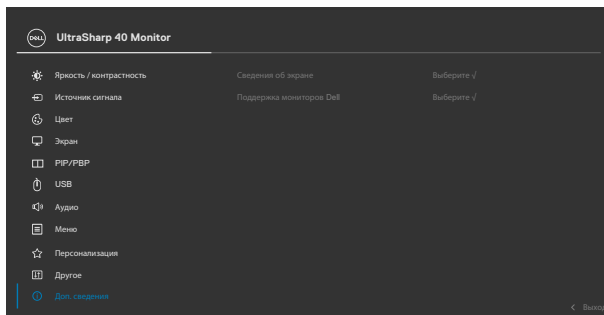 DELL UltraSharp 40 Monitor
Яркость / контрастность Сведения об экране Выберите √
Источник сигнала Поддержка мониторов Dell Выберите √
Цвет
Экран
PIP/PBP
USB
Аудио
Меню
Персонализация
Другое
Доп. сведения
Выход